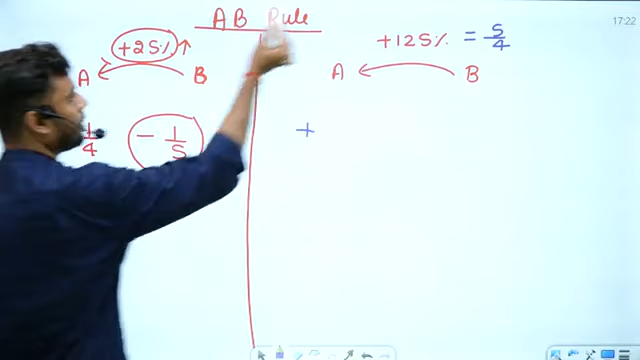 17:22
AB Rule
+25% ↑
A B
1/4 - 1/5
+125% = 5/4
A B
+